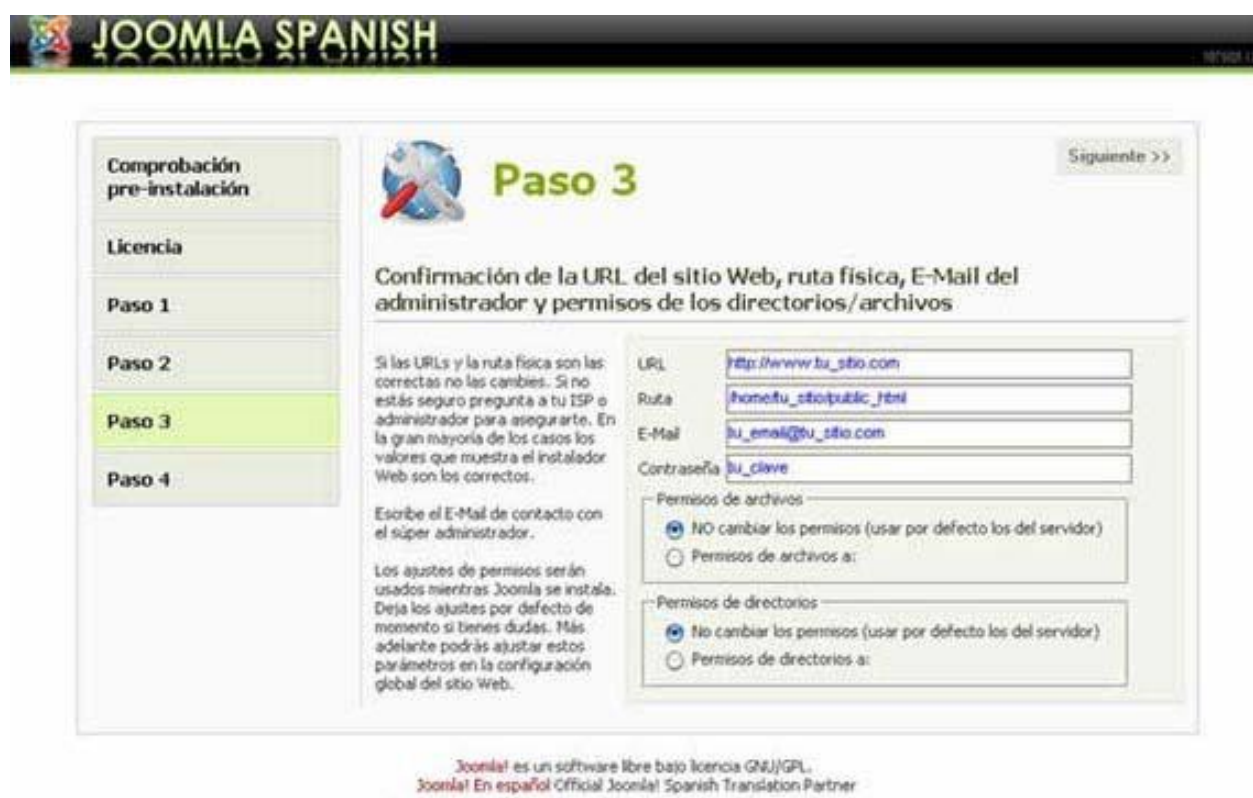 JOOMLA SPANISH
Comprobación
pre-instalación
Licencia
Paso 1
Paso 2
Paso 3
Paso 4
Paso 3
Siguiente >>
Confirmación de la URL del sitio Web, ruta física, E-Mail del
administrador y permisos de los directorios/archivos
Si las URLs y la ruta física son las
correctas no las cambies. Si no
estás seguro pregunta a tu ISP o
administrador para asegurarte. En
la gran mayoría de los casos los
valores que muestra el instalador
Web son los correctos.
Escribe el E-Mail de contacto con
el súper administrador.
Los ajustes de permisos serán
usados mientras Joomla se instala.
Deja los ajustes por defecto de
momento si tienes dudas. Más
adelante podrás ajustar estos
parámetros en la configuración
global del sitio Web.
URL http://www.tu_sitio.com
Ruta /home/tu_sitio/public_html
E-Mail tu_email@tu_sitio.com
Contraseña tu_clave
Permisos de archivos
NO cambiar los permisos (usar por defecto los del servidor)
Permisos de archivos a:
Permisos de directorios
No cambiar los permisos (usar por defecto los del servidor)
Permisos de directorios a:
Joomla! es un software libre bajo licencia GNU/GPL.
Joomla! En español Official Joomla! Spanish Translation Partner